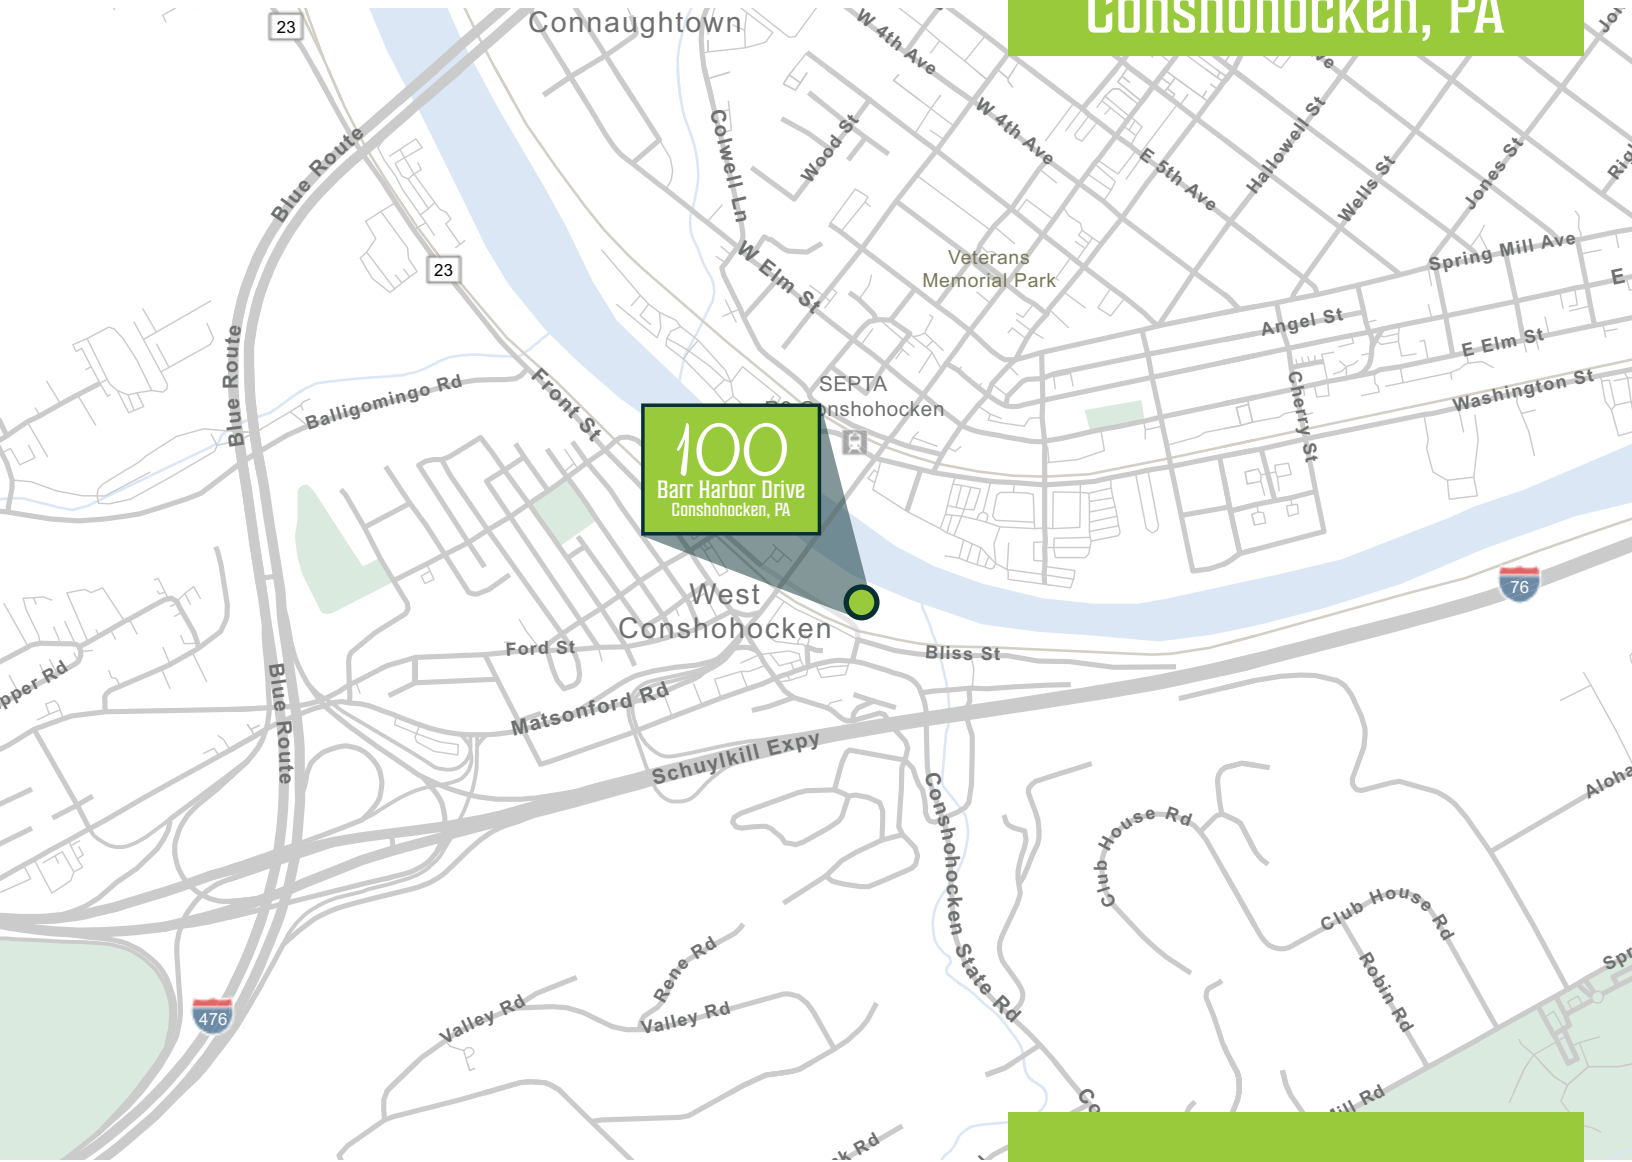 Conshohocken, PA
Connaughtown
23
W 4th Ave
W 4th Ave
E 5th Ave
Hallowell St
Wells St
Jones St
Wood St
Colwell Ln
Blue Route
W Elm St
Veterans
Memorial Park
Spring Mill Ave
E
23
Angel St
E Elm St
Washington St
Cherry St
Blue Route
Balligomingo Rd
Front St
SEPTA
Conshohocken
100
Barr Harbor Drive
Conshohocken, PA
West
Conshohocken
76
Ford St
Bliss St
Blue Route
Matsonford Rd
Schuylkill Expy
Conshohocken State Rd
Club House Rd
Club House Rd
Robin Rd
Aloha
Rene Rd
Valley Rd
Valley Rd
476